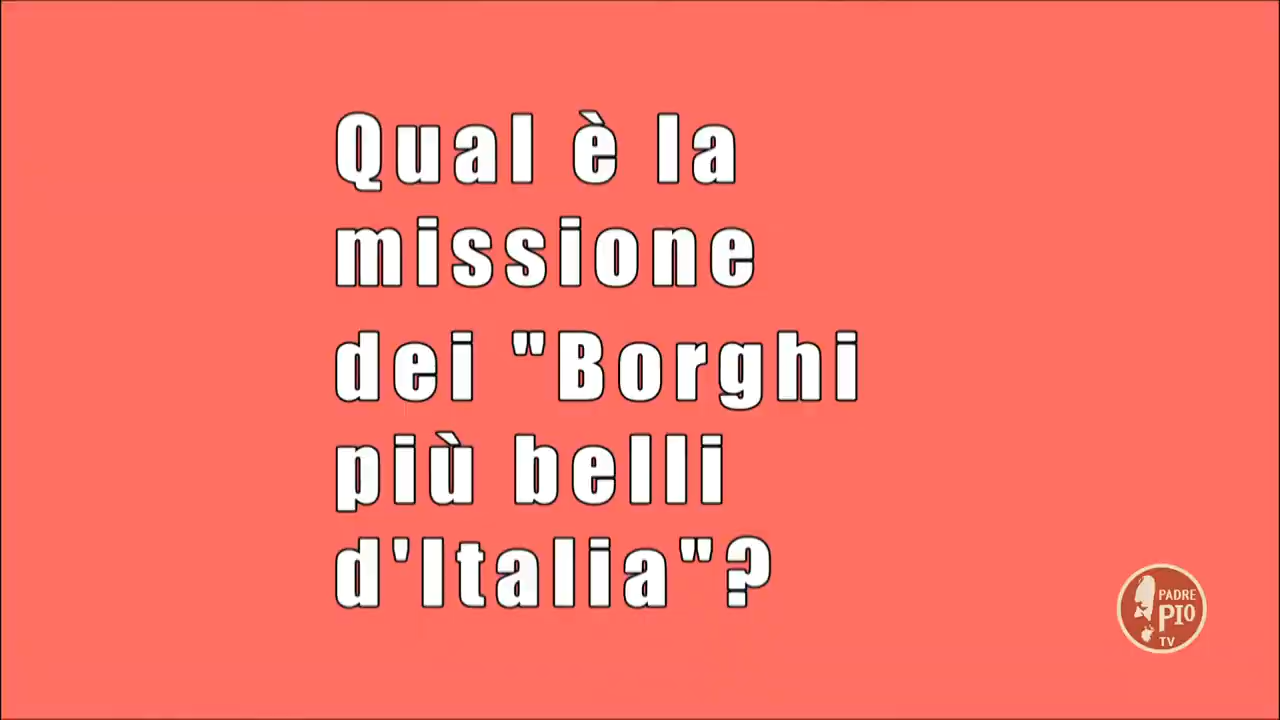 Qual è la
missione
dei "Borghi
più belli
d'Italia"?
PADRE
PIO
TV